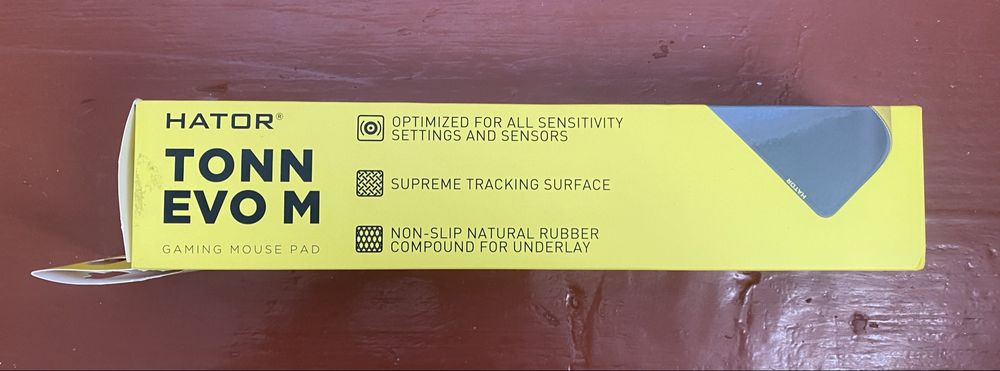 HATOR®
TONN
EVO M
GAMING MOUSE PAD
OPTIMIZED FOR ALL SENSITIVITY
SETTINGS AND SENSORS
SUPREME TRACKING SURFACE
NON-SLIP NATURAL RUBBER
COMPOUND FOR UNDERLAY
HATOR